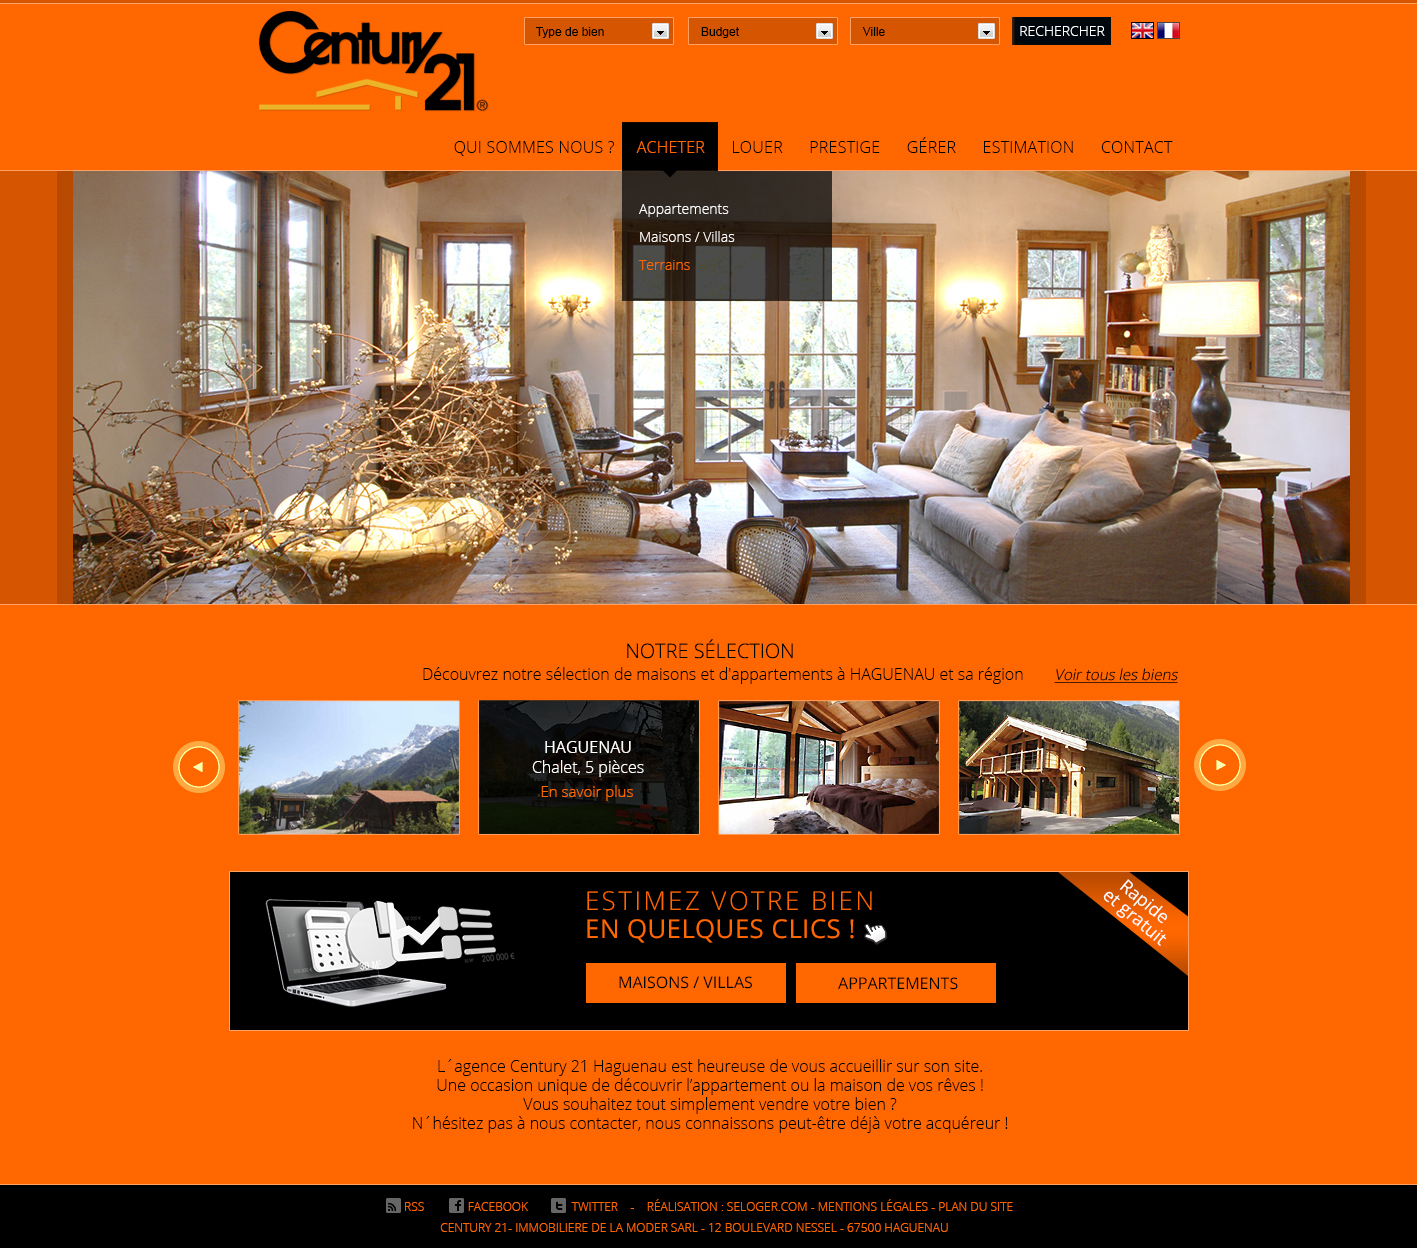 Century 21®
Type de bien
Budget
Ville
RECHERCHER
QUI SOMMES NOUS ?
ACHETER
LOUER
PRESTIGE
GÉRER
ESTIMATION
CONTACT
Appartements
Maisons / Villas
Terrains
NOTRE SÉLECTION
Découvrez notre sélection de maisons et d'appartements à HAGUENAU et sa région
Voir tous les biens
HAGUENAU
Chalet, 5 pièces
En savoir plus
ESTIMEZ VOTRE BIEN
EN QUELQUES CLICS !
Rapide
et gratuit
200 000 €
MAISONS / VILLAS
APPARTEMENTS
L´agence Century 21 Haguenau est heureuse de vous accueillir sur son site.
Une occasion unique de découvrir l’appartement ou la maison de vos rêves !
Vous souhaitez tout simplement vendre votre bien ?
N´hésitez pas à nous contacter, nous connaissons peut-être déjà votre acquéreur !
RSS FACEBOOK TWITTER - RÉALISATION : SELOGER.COM - MENTIONS LÉGALES - PLAN DU SITE
CENTURY 21- IMMOBILIERE DE LA MODER SARL - 12 BOULEVARD NESSEL - 67500 HAGUENAU